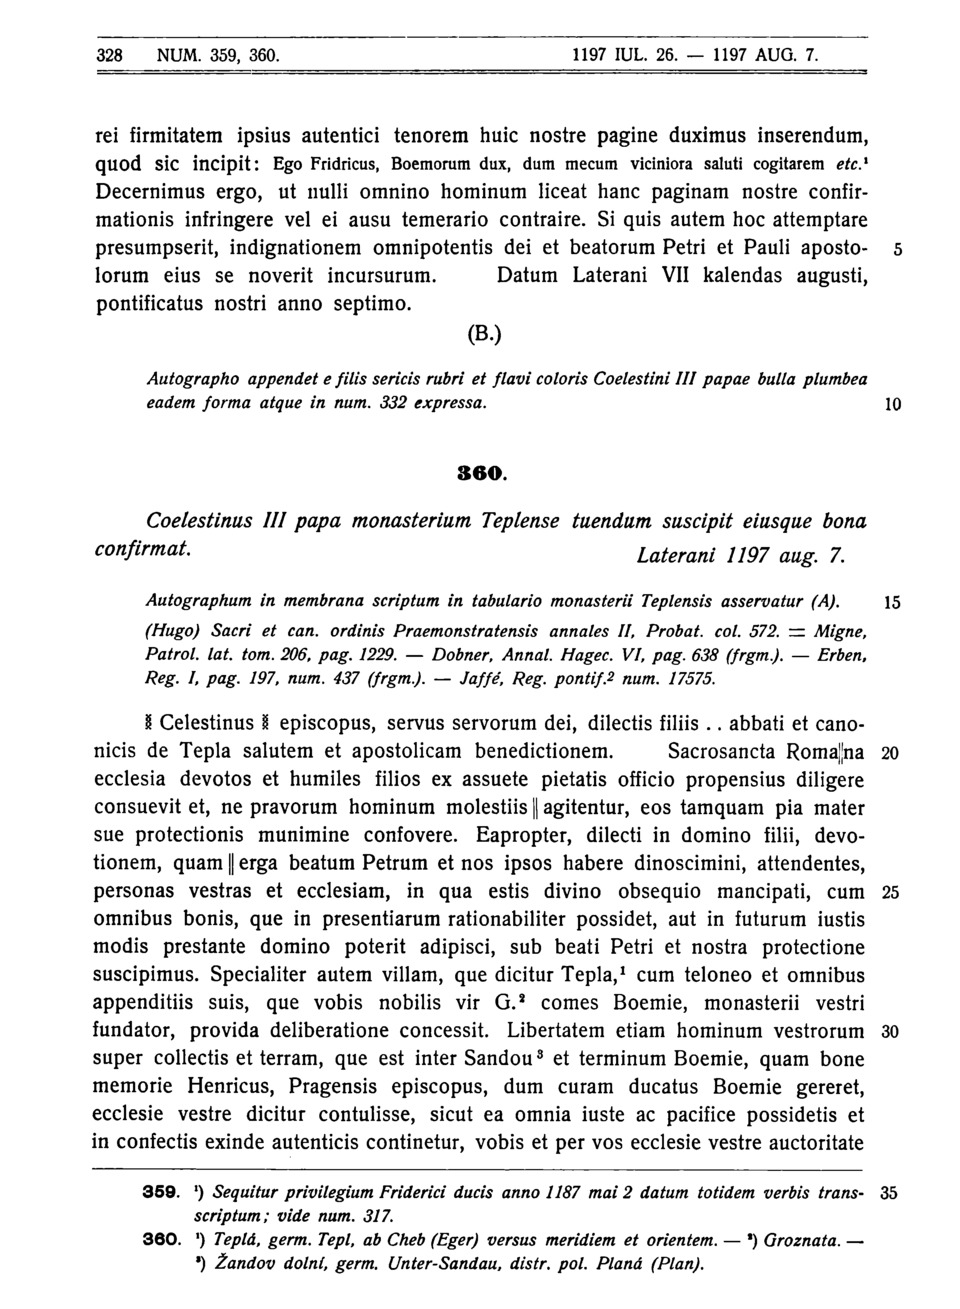 328 NUM. 359, 360. 1197 IUL. 26. — 1197 AUG. 7.
rei firmitatem ipsius autentici tenorem huic nostre pagine duximus inserendum,
quod sic incipit: Ego Fridricus, Boemorum dux, dum mecum viciniora saluti cogitarem etc.¹
Decernimus ergo, ut nulli omnino hominum liceat hanc paginam nostre confir-
mationis infringere vel ei ausu temerario contraire. Si quis autem hoc attemptare
presumpserit, indignationem omnipotentis dei et beatorum Petri et Pauli aposto- 5
lorum eius se noverit incursurum. Datum Laterani VII kalendas augusti,
pontificatus nostri anno septimo.
(B.)
Autographo appendet e filis sericis rubri et flavi coloris Coelestini III papae bulla plumbea
eadem forma atque in num. 332 expressa. 10
360.
Coelestinus III papa monasterium Teplense tuendum suscipit eiusque bona
confirmat. Laterani 1197 aug. 7.
Autographum in membrana scriptum in tabulario monasterii Teplensis asservatur (A). 15
(Hugo) Sacri et can. ordinis Praemonstratensis annales II, Probat. col. 572. = Migne,
Patrol. lat. tom. 206, pag. 1229. — Dobner, Annal. Hagec. VI, pag. 638 (frgm.). — Erben,
Reg. I, pag. 197, num. 437 (frgm.). — Jaffé, Reg. pontif.² num. 17575.
Celestinus episcopus, servus servorum dei, dilectis filiis . . abbati et cano-
nicis de Tepla salutem et apostolicam benedictionem. Sacrosancta Roma||na 20
ecclesia devotos et humiles filios ex assuete pietatis officio propensius diligere
consuevit et, ne pravorum hominum molestiis || agitentur, eos tamquam pia mater
sue protectionis munimine confovere. Eapropter, dilecti in domino filii, devo-
tionem, quam || erga beatum Petrum et nos ipsos habere dinoscimini, attendentes,
personas vestras et ecclesiam, in qua estis divino obsequio mancipati, cum 25
omnibus bonis, que in presentiarum rationabiliter possidet, aut in futurum iustis
modis prestante domino poterit adipisci, sub beati Petri et nostra protectione
suscipimus. Specialiter autem villam, que dicitur Tepla,¹ cum teloneo et omnibus
appenditiis suis, que vobis nobilis vir G.² comes Boemie, monasterii vestri
fundator, provida deliberatione concessit. Libertatem etiam hominum vestrorum 30
super collectis et terram, que est inter Sandou³ et terminum Boemie, quam bone
memorie Henricus, Pragensis episcopus, dum curam ducatus Boemie gereret,
ecclesie vestre dicitur contulisse, sicut ea omnia iuste ac pacifice possidetis et
in confectis exinde autenticis continetur, vobis et per vos ecclesie vestre auctoritate
359. ¹) Sequitur privilegium Friderici ducis anno 1187 mai 2 datum totidem verbis trans- 35
scriptum; vide num. 317.
360. ¹) Teplá, germ. Tepl, ab Cheb (Eger) versus meridiem et orientem. — ²) Groznata. —
³) Žandov dolní, germ. Unter-Sandau, distr. pol. Planá (Plan).